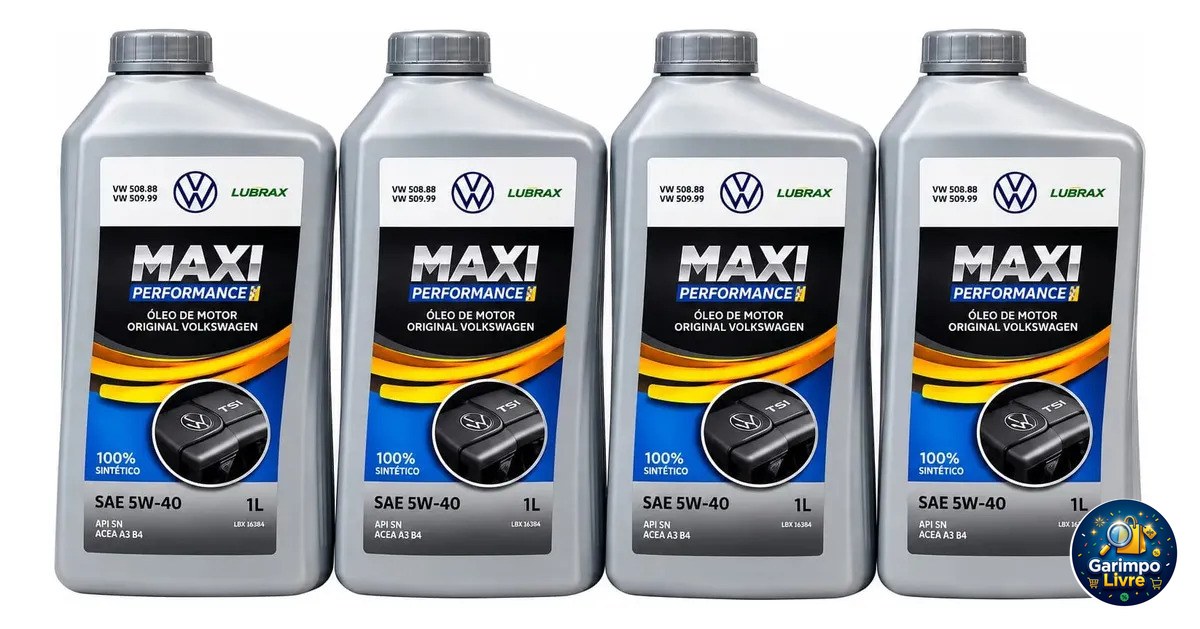 VW 508.88
VW 509.99
LUBRAX
MAXI
PERFORMANCE
ÓLEO DE MOTOR
ORIGINAL VOLKSWAGEN
TSI
100%
SINTÉTICO
SAE 5W-40 1L
API SN
ACEA A3 B4
LBX 16384
VW 508.88
VW 509.99
LUBRAX
MAXI
PERFORMANCE
ÓLEO DE MOTOR
ORIGINAL VOLKSWAGEN
TSI
100%
SINTÉTICO
SAE 5W-40 1L
API SN
ACEA A3 B4
LBX 16384
VW 508.88
VW 509.99
LUBRAX
MAXI
PERFORMANCE
ÓLEO DE MOTOR
ORIGINAL VOLKSWAGEN
TSI
100%
SINTÉTICO
SAE 5W-40 1L
API SN
ACEA A3 B4
LBX 16384
VW 508.88
VW 509.99
LUBRAX
MAXI
PERFORMANCE
ÓLEO DE MOTOR
ORIGINAL VOLKSWAGEN
TSI
100%
SINTÉTICO
SAE 5W-40 1L
API SN
ACEA A3 B4
Garimpo
Livre